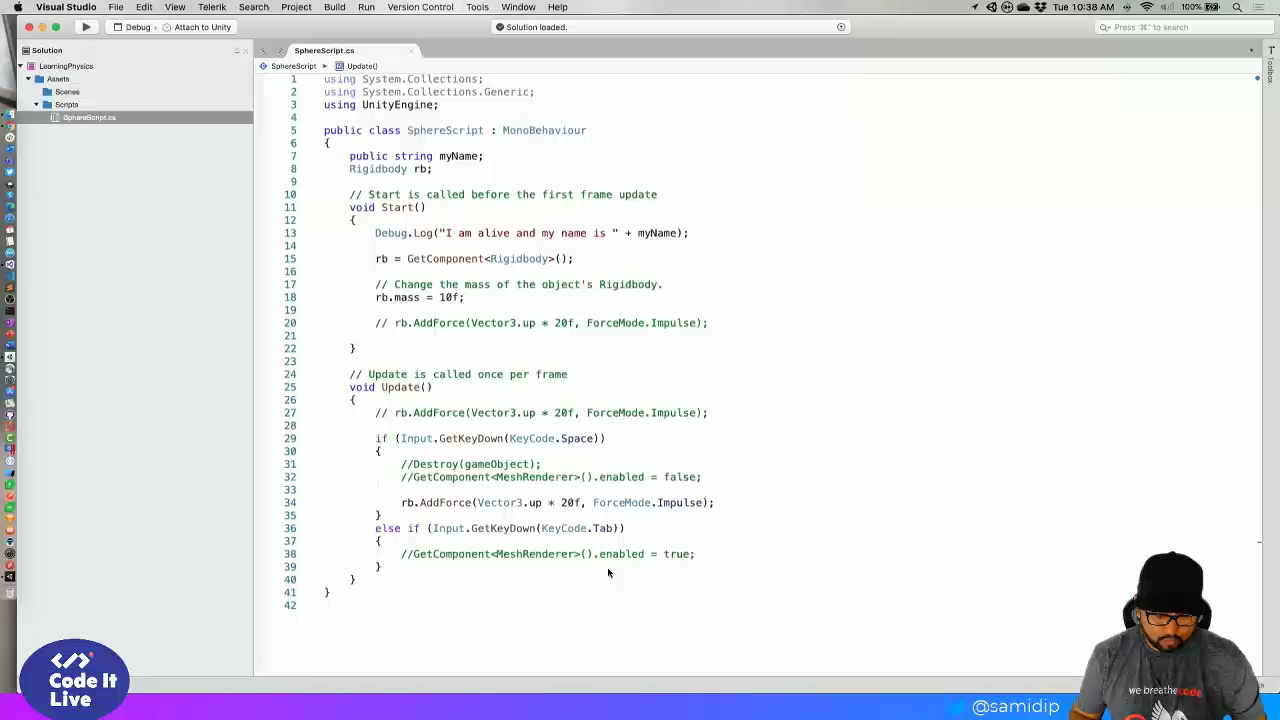 Visual Studio File Edit View Telerik Search Project Build Run Version Control Tools Window Help 100% Tue 10:38 AM
Debug Attach to Unity Solution loaded. Press '⌘.' to search
Solution SphereScript.cs
LearningPhysics SphereScript Update()
Assets
Scenes
Scripts
SphereScript.cs
Toolbox
1 using System.Collections;
2 using System.Collections.Generic;
3 using UnityEngine;
4
5 public class SphereScript : MonoBehaviour
6 {
7 public string myName;
8 Rigidbody rb;
9
10 // Start is called before the first frame update
11 void Start()
12 {
13 Debug.Log("I am alive and my name is " + myName);
14
15 rb = GetComponent<Rigidbody>();
16
17 // Change the mass of the object's Rigidbody.
18 rb.mass = 10f;
19
20 // rb.AddForce(Vector3.up * 20f, ForceMode.Impulse);
21
22 }
23
24 // Update is called once per frame
25 void Update()
26 {
27 // rb.AddForce(Vector3.up * 20f, ForceMode.Impulse);
28
29 if (Input.GetKeyDown(KeyCode.Space))
30 {
31 //Destroy(gameObject);
32 //GetComponent<MeshRenderer>().enabled = false;
33
34 rb.AddForce(Vector3.up * 20f, ForceMode.Impulse);
35 }
36 else if (Input.GetKeyDown(KeyCode.Tab))
37 {
38 //GetComponent<MeshRenderer>().enabled = true;
39 }
40 }
41 }
42
</> Code It
Live
we breathe code
@samidip